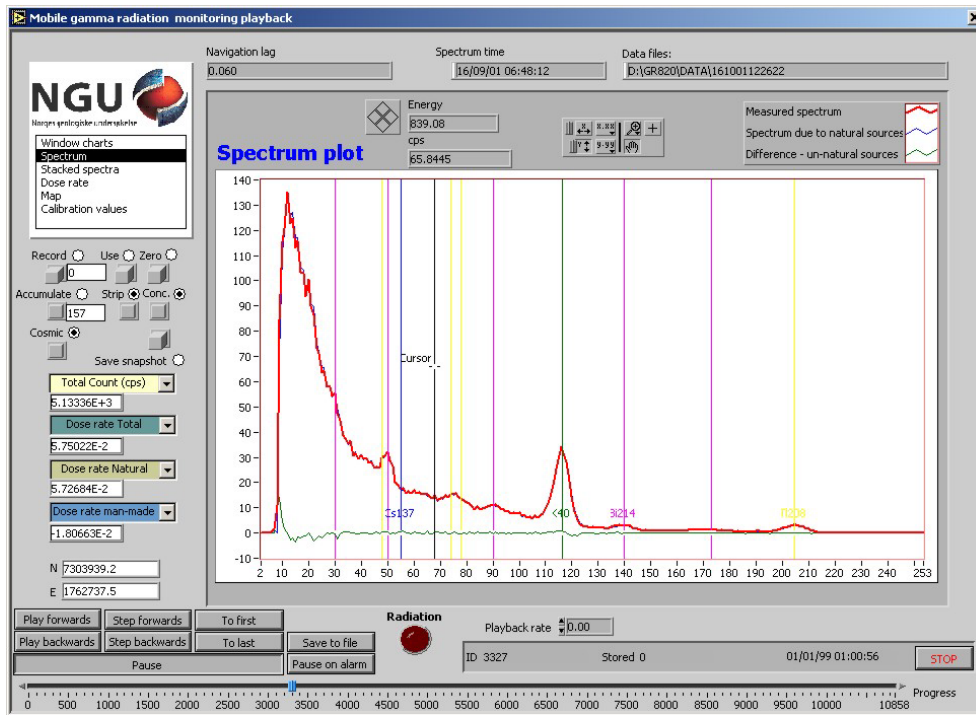 Mobile gamma radiation monitoring playback
Navigation lag
0.060
Spectrum time
16/09/01 06:48:12
Data files:
D:\GR820\DATA\161001122622
NGU
Norges geologiske undersøkelse
Window charts
Spectrum
Stacked spectra
Dose rate
Map
Calibration values
Energy
839.08
cps
65.8445
x.xx
y.yy
Measured spectrum
Spectrum due to natural sources
Difference - un-natural sources
Spectrum plot
Record
Use
Zero
0
Accumulate
Strip
Conc.
157
Cosmic
Save snapshot
Total Count (cps)
5.13336E+3
Dose rate Total
5.75022E-2
Dose rate Natural
5.72684E-2
Dose rate man-made
-1.80663E-2
N 7303939.2
E 1762737.5
140
130
120
110
100
90
80
70
60
50
40
30
20
10
0
-10
Cursor
Cs137
K40
Bi214
Tl208
2 10 20 30 40 50 60 70 80 90 100 110 120 130 140 150 160 170 180 190 200 210 220 230 240 253
Play forwards
Step forwards
To first
Play backwards
Step backwards
To last
Save to file
Pause
Pause on alarm
Radiation
Playback rate
0.00
ID 3327
Stored 0
01/01/99 01:00:56
STOP
0 500 1000 1500 2000 2500 3000 3500 4000 4500 5000 5500 6000 6500 7000 7500 8000 8500 9000 9500 10000 10858
Progress